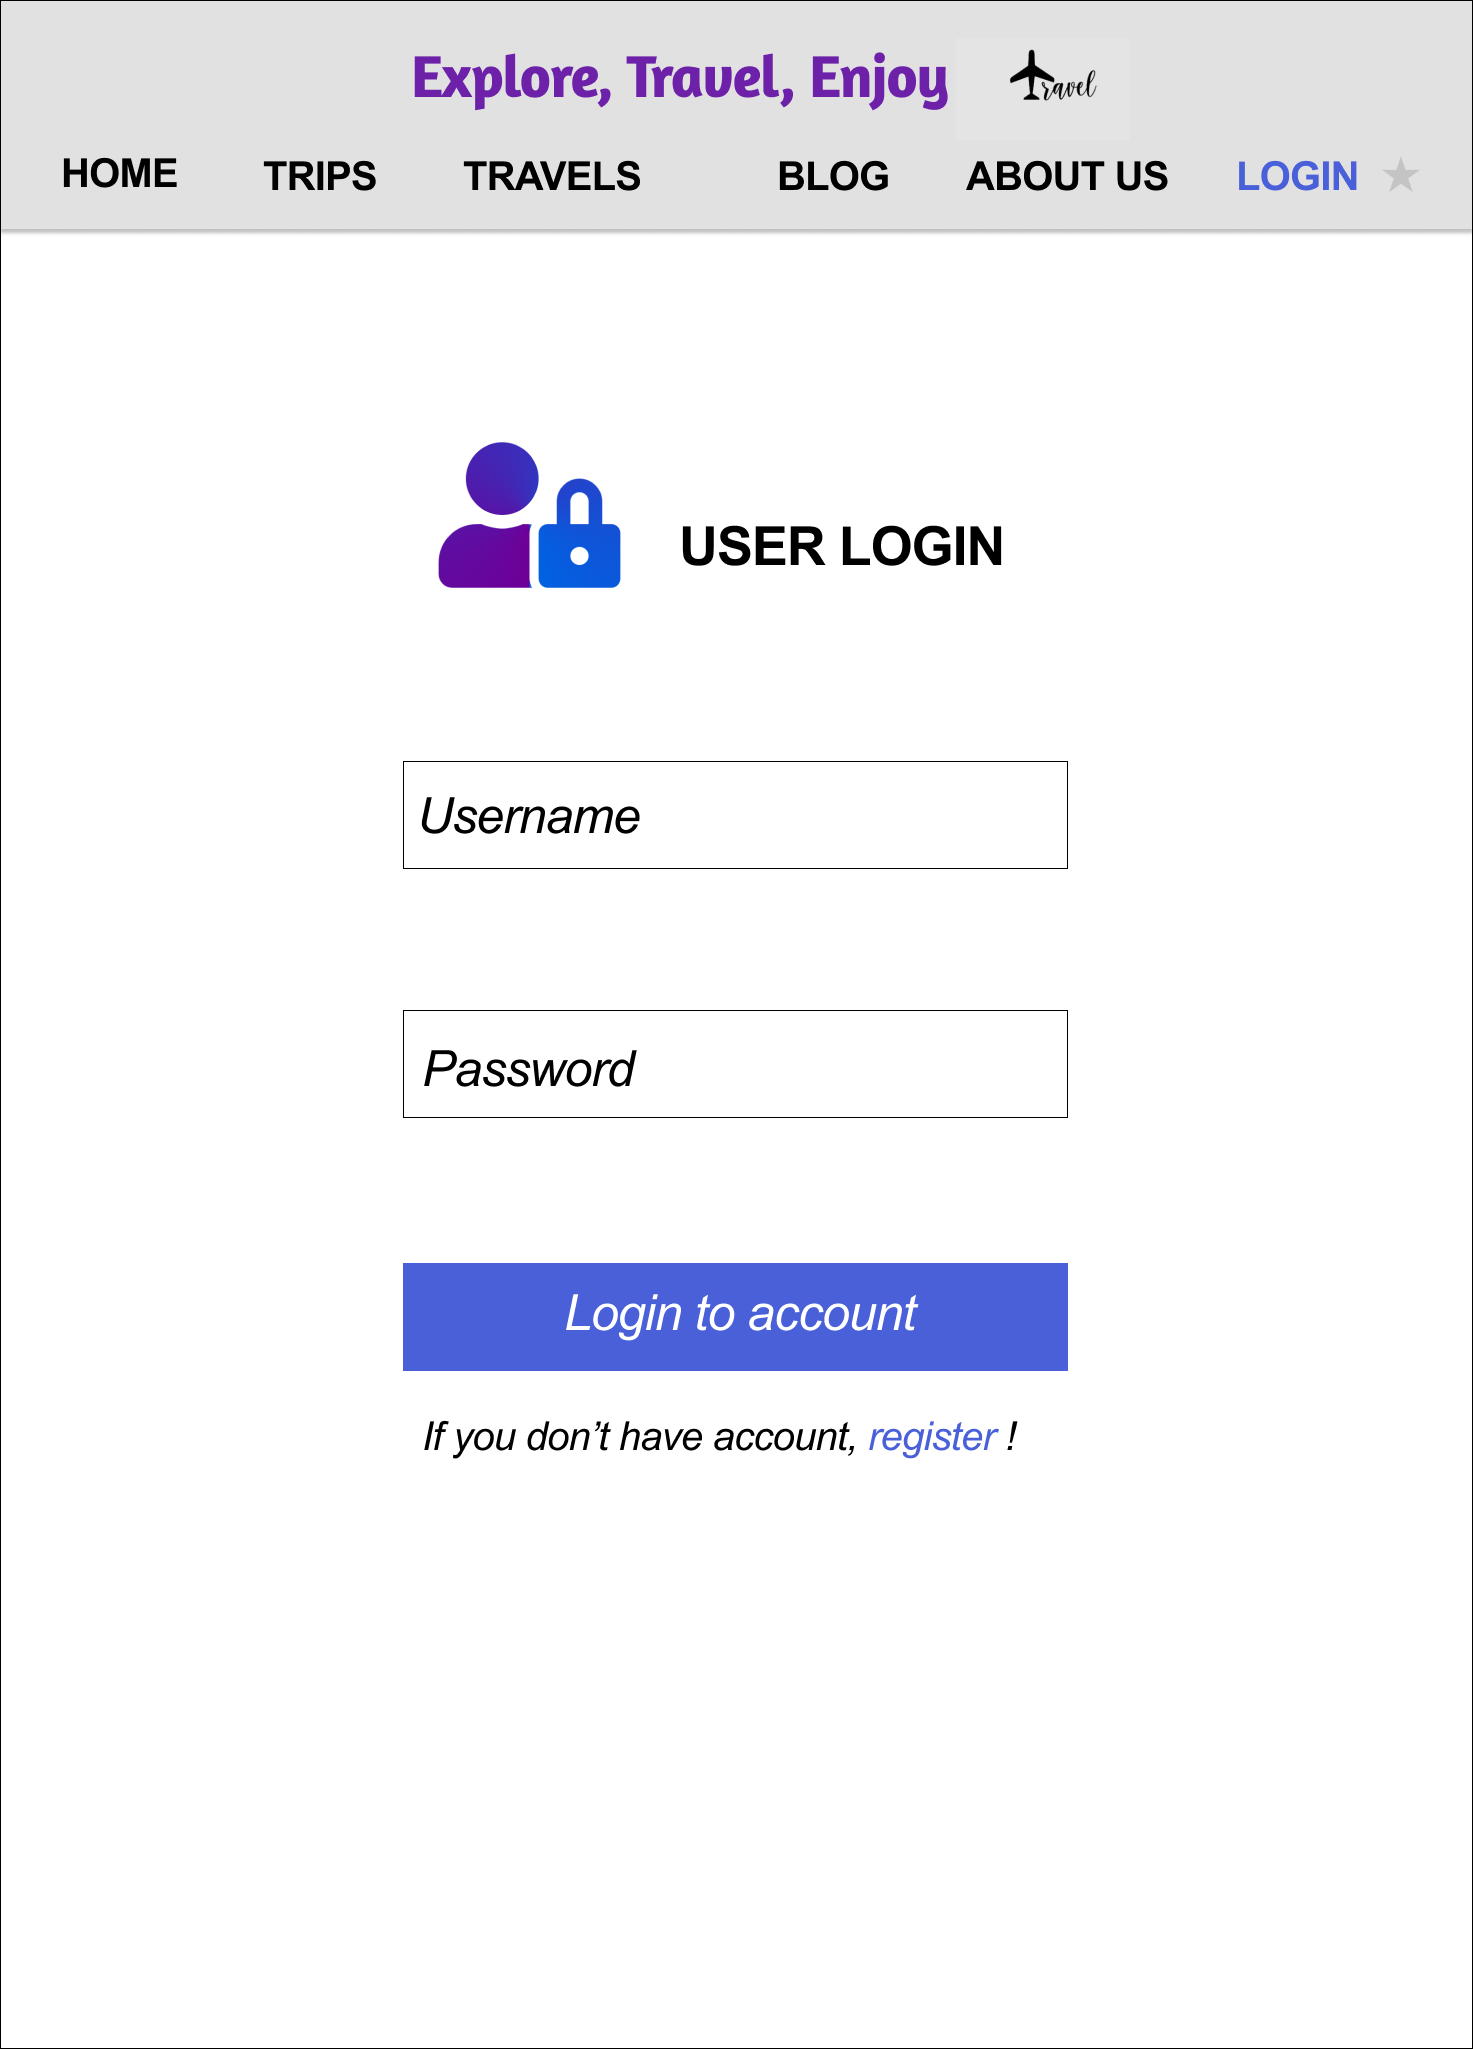 Explore, Travel, Enjoy
ravel
HOME TRIPS TRAVELS BLOG ABOUT US LOGIN
USER LOGIN
Username
Password
Login to account
If you don’t have account, register !